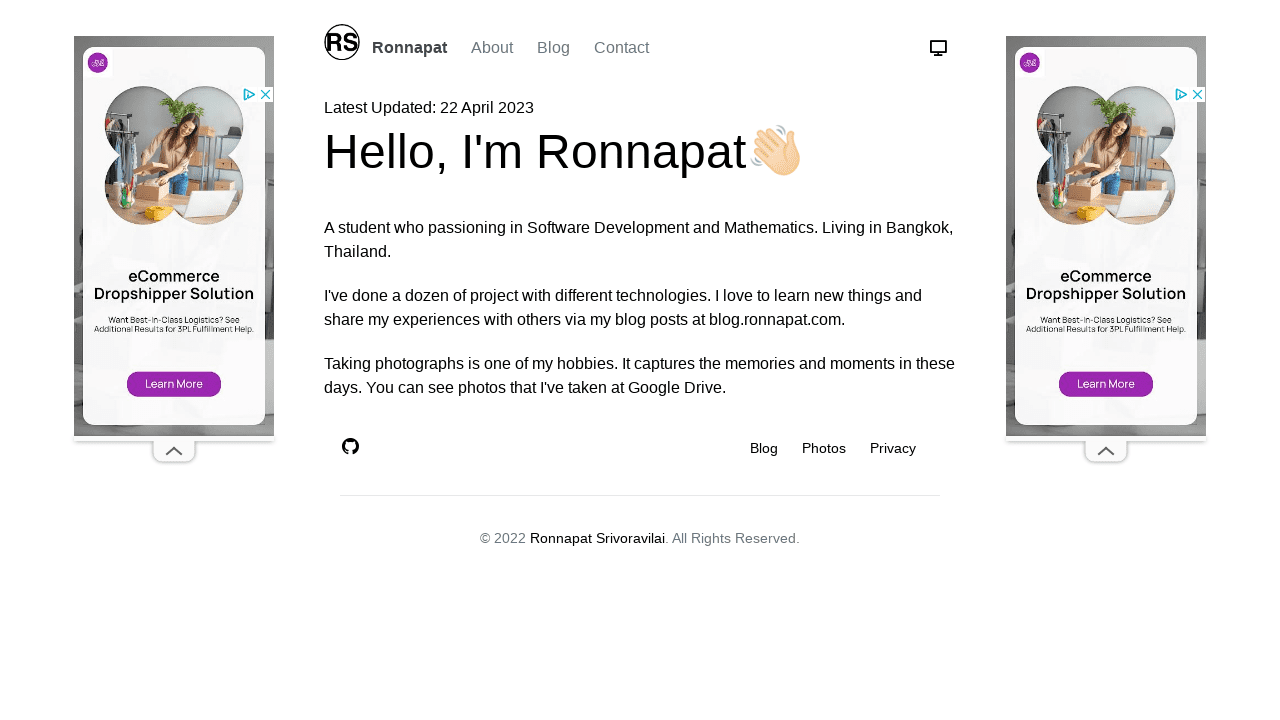 RS Ronnapat About Blog Contact
Latest Updated: 22 April 2023
Hello, I'm Ronnapat
A student who passioning in Software Development and Mathematics. Living in Bangkok,
Thailand.
I've done a dozen of project with different technologies. I love to learn new things and
share my experiences with others via my blog posts at blog.ronnapat.com.
Taking photographs is one of my hobbies. It captures the memories and moments in these
days. You can see photos that I've taken at Google Drive.
Blog Photos Privacy
© 2022 Ronnapat Srivoravilai. All Rights Reserved.
eCommerce
Dropshipper Solution
Want Best-in-Class Logistics? See
Additional Results for 3PL Fulfillment Help.
Learn More
eCommerce
Dropshipper Solution
Want Best-in-Class Logistics? See
Additional Results for 3PL Fulfillment Help.
Learn More